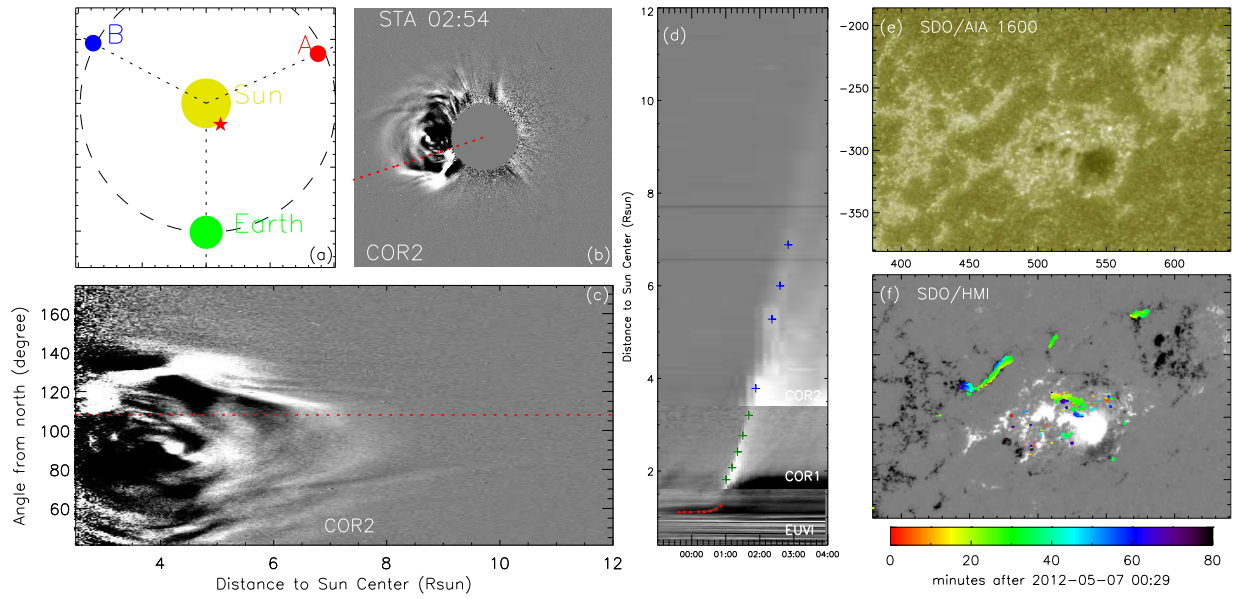 B
A
Sun
Earth
(a)
STA 02:54
COR2
(b)
(c)
160
140
120
100
80
60
Angle from north (degree)
COR2
4
6
8
10
12
Distance to Sun Center (Rsun)
(d)
12
10
8
6
4
2
Distance to Sun Center (Rsun)
COR2
COR1
EUVI
00:00
01:00
02:00
03:00
04:00
(e)
SDO/AIA 1600
-200
-250
-300
-350
400
450
500
550
600
(f)
SDO/HMI
0
20
40
60
80
minutes after 2012-05-07 00:29